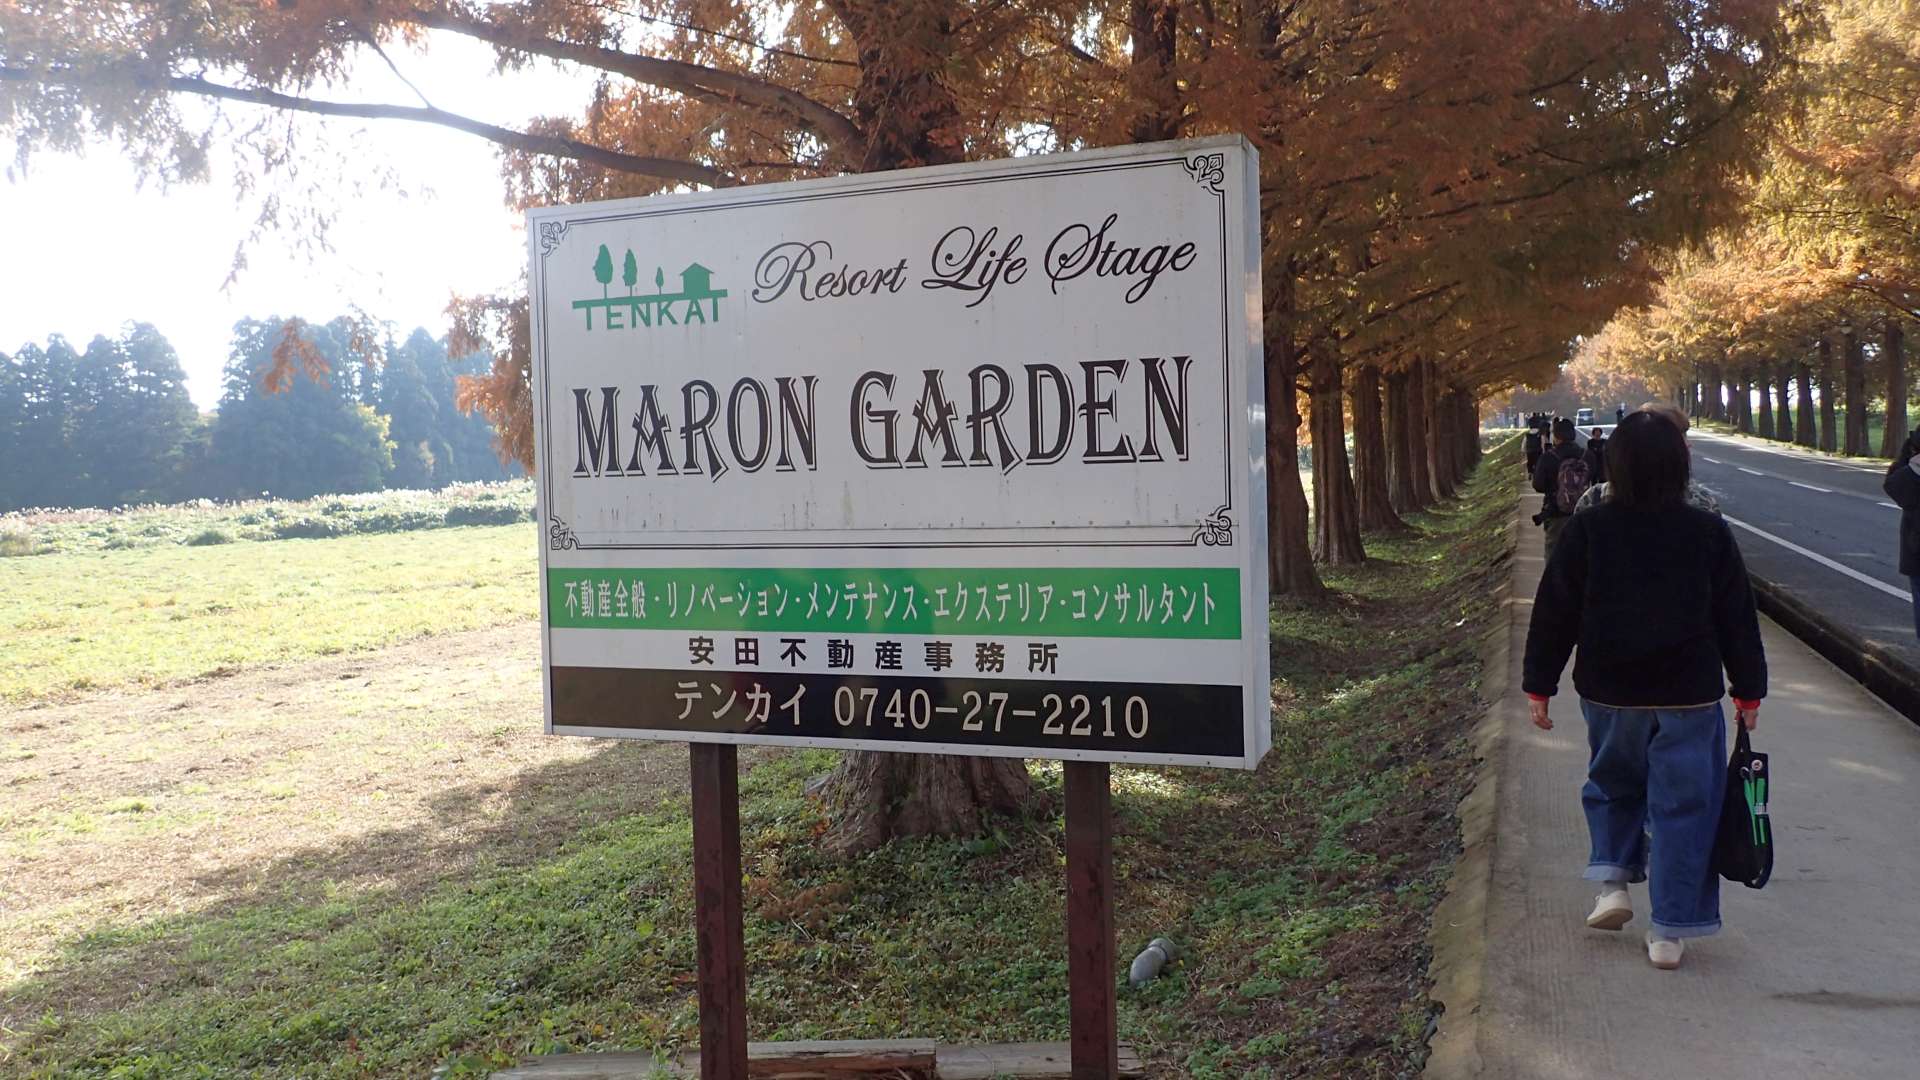 TENKAI
Resort Life Stage
MARON GARDEN
不動産全般・リノベーション・メンテナンス・エクステリア・コンサルタント
安田不動産事務所
テンカイ 0740-27-2210